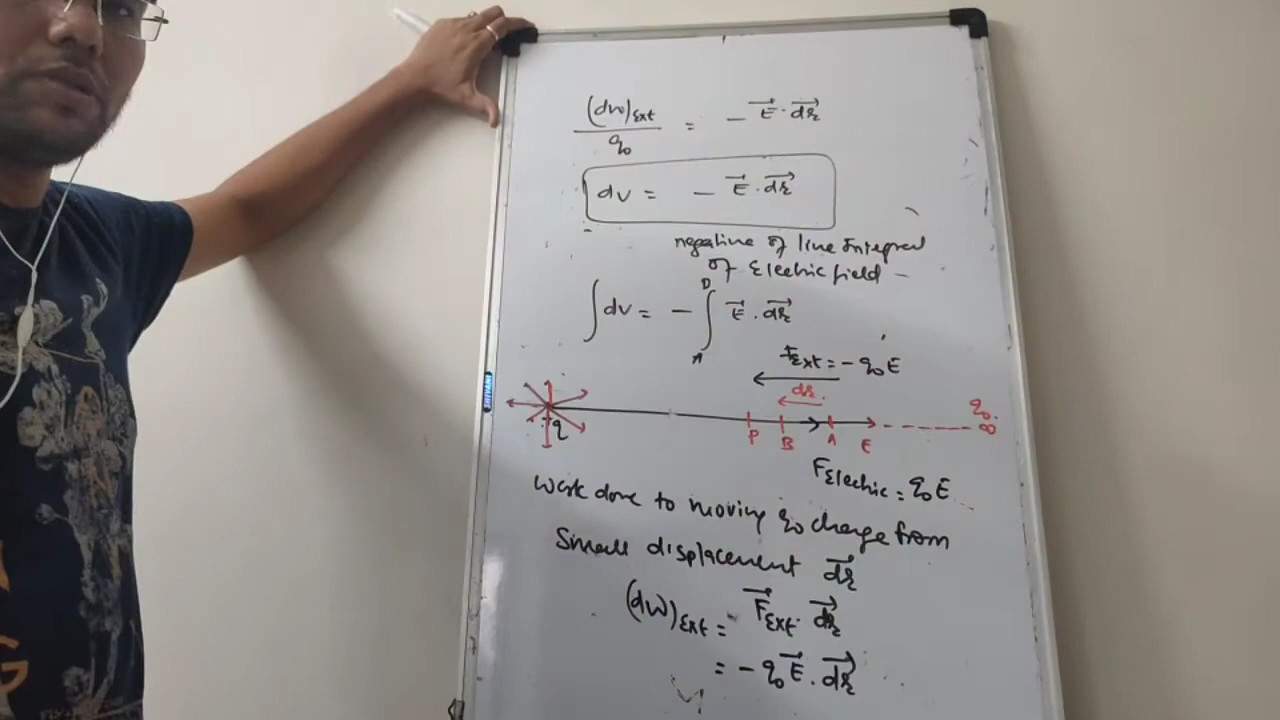 (dw)Ext / q₀ = - E⃗ · dr⃗
dv = - E⃗ · dr⃗
negative of line Integral
of Electric field -
∫ dv = - ∫ E⃗ · dr⃗
A
FExt = - q₀E
dr.
q₀.
∞
+q
P B A E
FElectric = q₀E
Work done to moving q₀ charge from
Small displacement dr⃗
(dW)Ext = F⃗Ext · dr⃗
= - q₀E⃗ · dr⃗